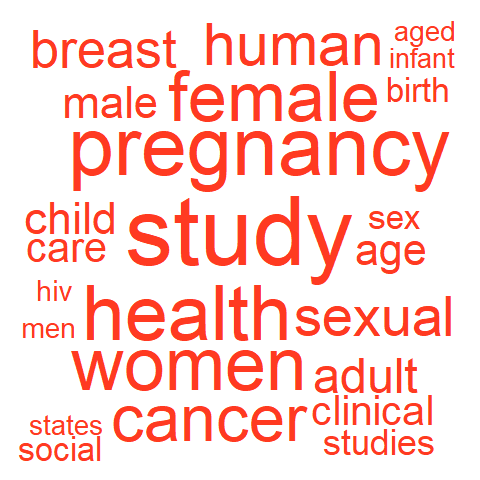 breast human aged
infant
male female birth
pregnancy
child study sex
care age
hiv health sexual
men
women adult
cancer clinical
states studies
social